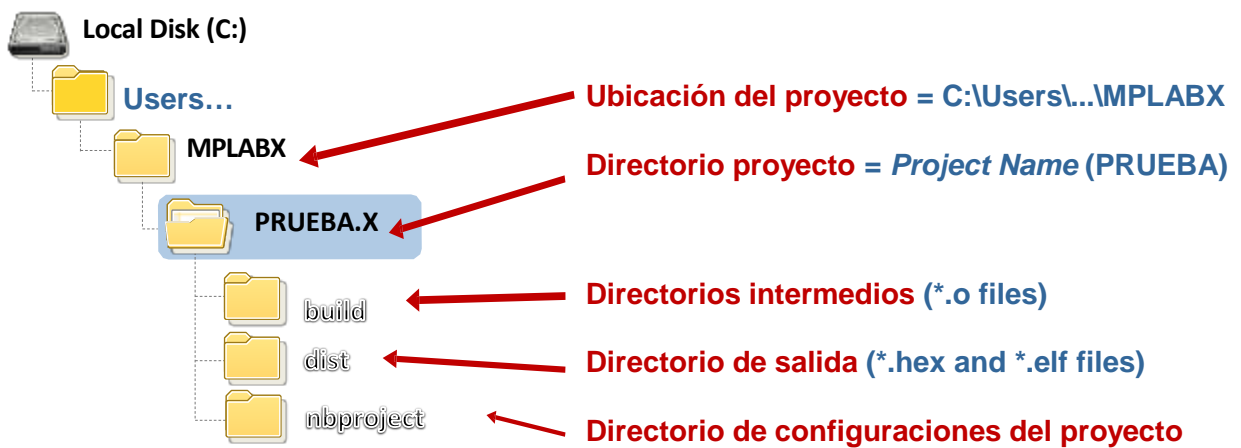 Local Disk (C:)
Users…
Ubicación del proyecto = C:\Users\...\MPLABX
MPLABX
Directorio proyecto = Project Name (PRUEBA)
PRUEBA.X
Directorios intermedios (*.o files)
build
dist
Directorio de salida (*.hex and *.elf files)
nbproject
Directorio de configuraciones del proyecto